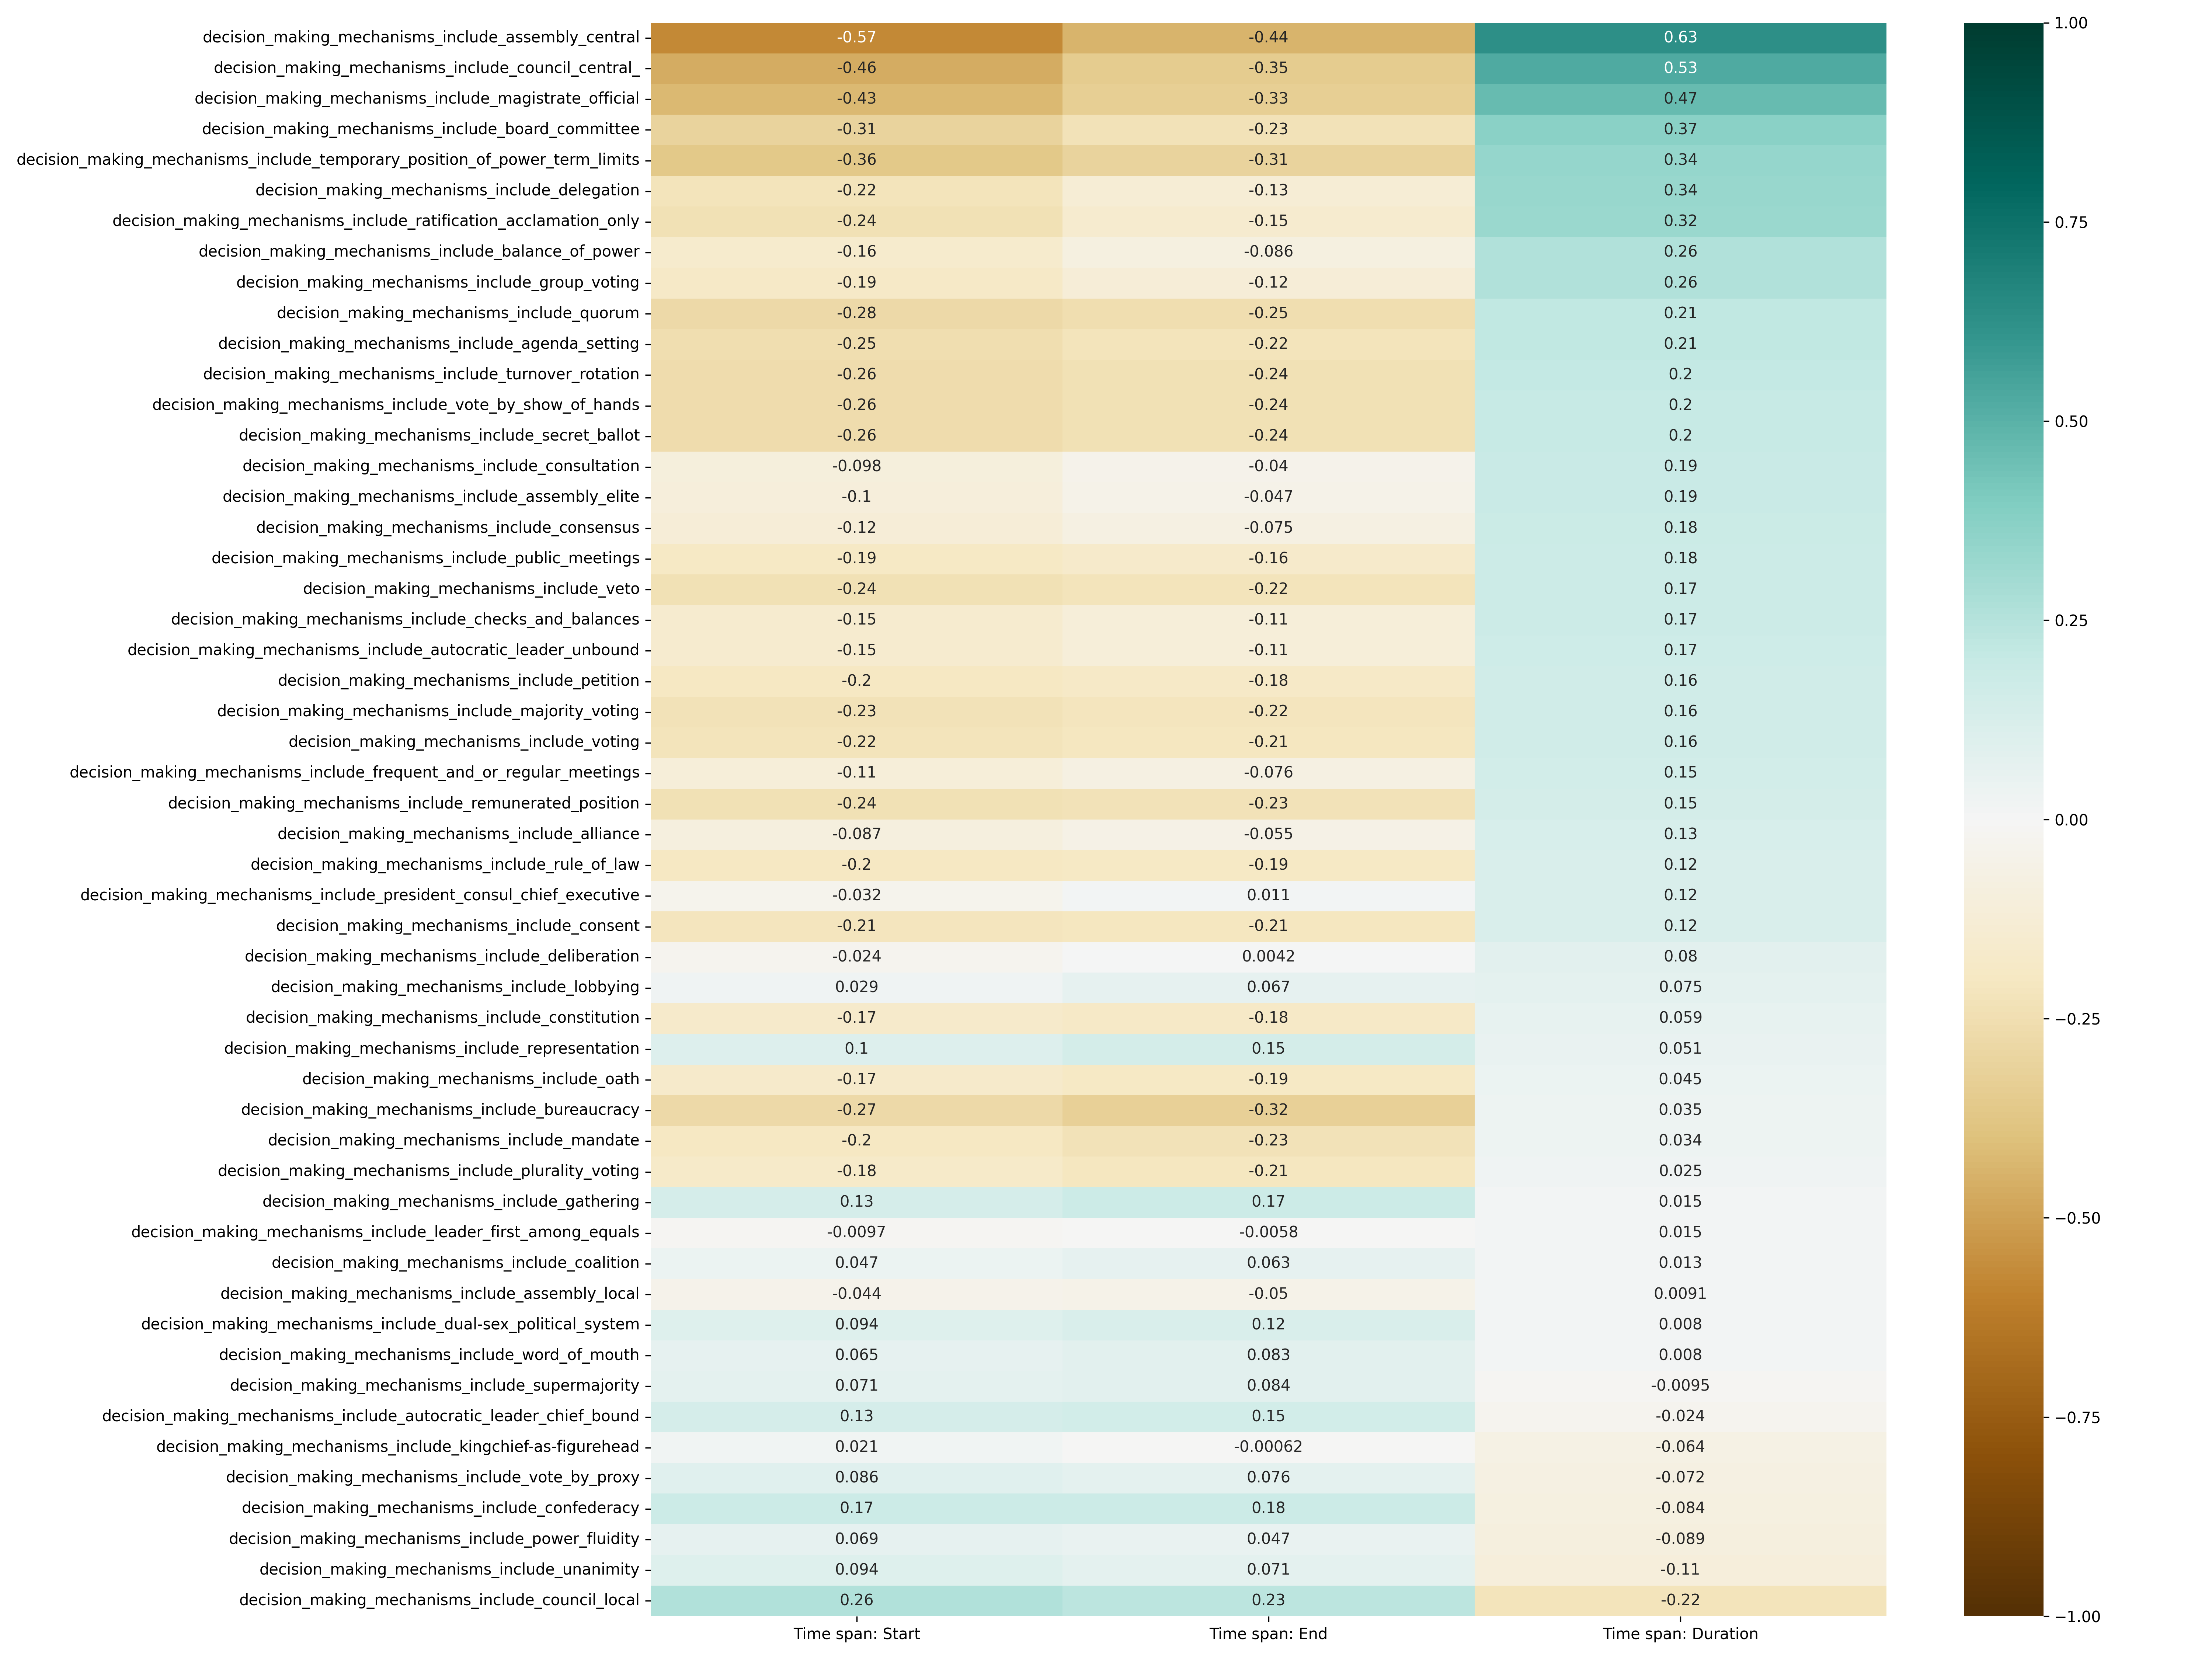 decision_making_mechanisms_include_assembly_central -0.57 -0.44 0.63
decision_making_mechanisms_include_council_central_ -0.46 -0.35 0.53
decision_making_mechanisms_include_magistrate_official -0.43 -0.33 0.47
decision_making_mechanisms_include_board_committee -0.31 -0.23 0.37
decision_making_mechanisms_include_temporary_position_of_power_term_limits -0.36 -0.31 0.34
decision_making_mechanisms_include_delegation -0.22 -0.13 0.34
decision_making_mechanisms_include_ratification_acclamation_only -0.24 -0.15 0.32
decision_making_mechanisms_include_balance_of_power -0.16 -0.086 0.26
decision_making_mechanisms_include_group_voting -0.19 -0.12 0.26
decision_making_mechanisms_include_quorum -0.28 -0.25 0.21
decision_making_mechanisms_include_agenda_setting -0.25 -0.22 0.21
decision_making_mechanisms_include_turnover_rotation -0.26 -0.24 0.2
decision_making_mechanisms_include_vote_by_show_of_hands -0.26 -0.24 0.2
decision_making_mechanisms_include_secret_ballot -0.26 -0.24 0.2
decision_making_mechanisms_include_consultation -0.098 -0.04 0.19
decision_making_mechanisms_include_assembly_elite -0.1 -0.047 0.19
decision_making_mechanisms_include_consensus -0.12 -0.075 0.18
decision_making_mechanisms_include_public_meetings -0.19 -0.16 0.18
decision_making_mechanisms_include_veto -0.24 -0.22 0.17
decision_making_mechanisms_include_checks_and_balances -0.15 -0.11 0.17
decision_making_mechanisms_include_autocratic_leader_unbound -0.15 -0.11 0.17
decision_making_mechanisms_include_petition -0.2 -0.18 0.16
decision_making_mechanisms_include_majority_voting -0.23 -0.22 0.16
decision_making_mechanisms_include_voting -0.22 -0.21 0.16
decision_making_mechanisms_include_frequent_and_or_regular_meetings -0.11 -0.076 0.15
decision_making_mechanisms_include_remunerated_position -0.24 -0.23 0.15
decision_making_mechanisms_include_alliance -0.087 -0.055 0.13
decision_making_mechanisms_include_rule_of_law -0.2 -0.19 0.12
decision_making_mechanisms_include_president_consul_chief_executive -0.032 0.011 0.12
decision_making_mechanisms_include_consent -0.21 -0.21 0.12
decision_making_mechanisms_include_deliberation -0.024 0.0042 0.08
decision_making_mechanisms_include_lobbying 0.029 0.067 0.075
decision_making_mechanisms_include_constitution -0.17 -0.18 0.059
decision_making_mechanisms_include_representation 0.1 0.15 0.051
decision_making_mechanisms_include_oath -0.17 -0.19 0.045
decision_making_mechanisms_include_bureaucracy -0.27 -0.32 0.035
decision_making_mechanisms_include_mandate -0.2 -0.23 0.034
decision_making_mechanisms_include_plurality_voting -0.18 -0.21 0.025
decision_making_mechanisms_include_gathering 0.13 0.17 0.015
decision_making_mechanisms_include_leader_first_among_equals -0.0097 -0.0058 0.015
decision_making_mechanisms_include_coalition 0.047 0.063 0.013
decision_making_mechanisms_include_assembly_local -0.044 -0.05 0.0091
decision_making_mechanisms_include_dual-sex_political_system 0.094 0.12 0.008
decision_making_mechanisms_include_word_of_mouth 0.065 0.083 0.008
decision_making_mechanisms_include_supermajority 0.071 0.084 -0.0095
decision_making_mechanisms_include_autocratic_leader_chief_bound 0.13 0.15 -0.024
decision_making_mechanisms_include_kingchief-as-figurehead 0.021 -0.00062 -0.064
decision_making_mechanisms_include_vote_by_proxy 0.086 0.076 -0.072
decision_making_mechanisms_include_confederacy 0.17 0.18 -0.084
decision_making_mechanisms_include_power_fluidity 0.069 0.047 -0.089
decision_making_mechanisms_include_unanimity 0.094 0.071 -0.11
decision_making_mechanisms_include_council_local 0.26 0.23 -0.22
Time span: Start Time span: End Time span: Duration
1.00
0.75
0.50
0.25
0.00
−0.25
−0.50
−0.75
−1.00